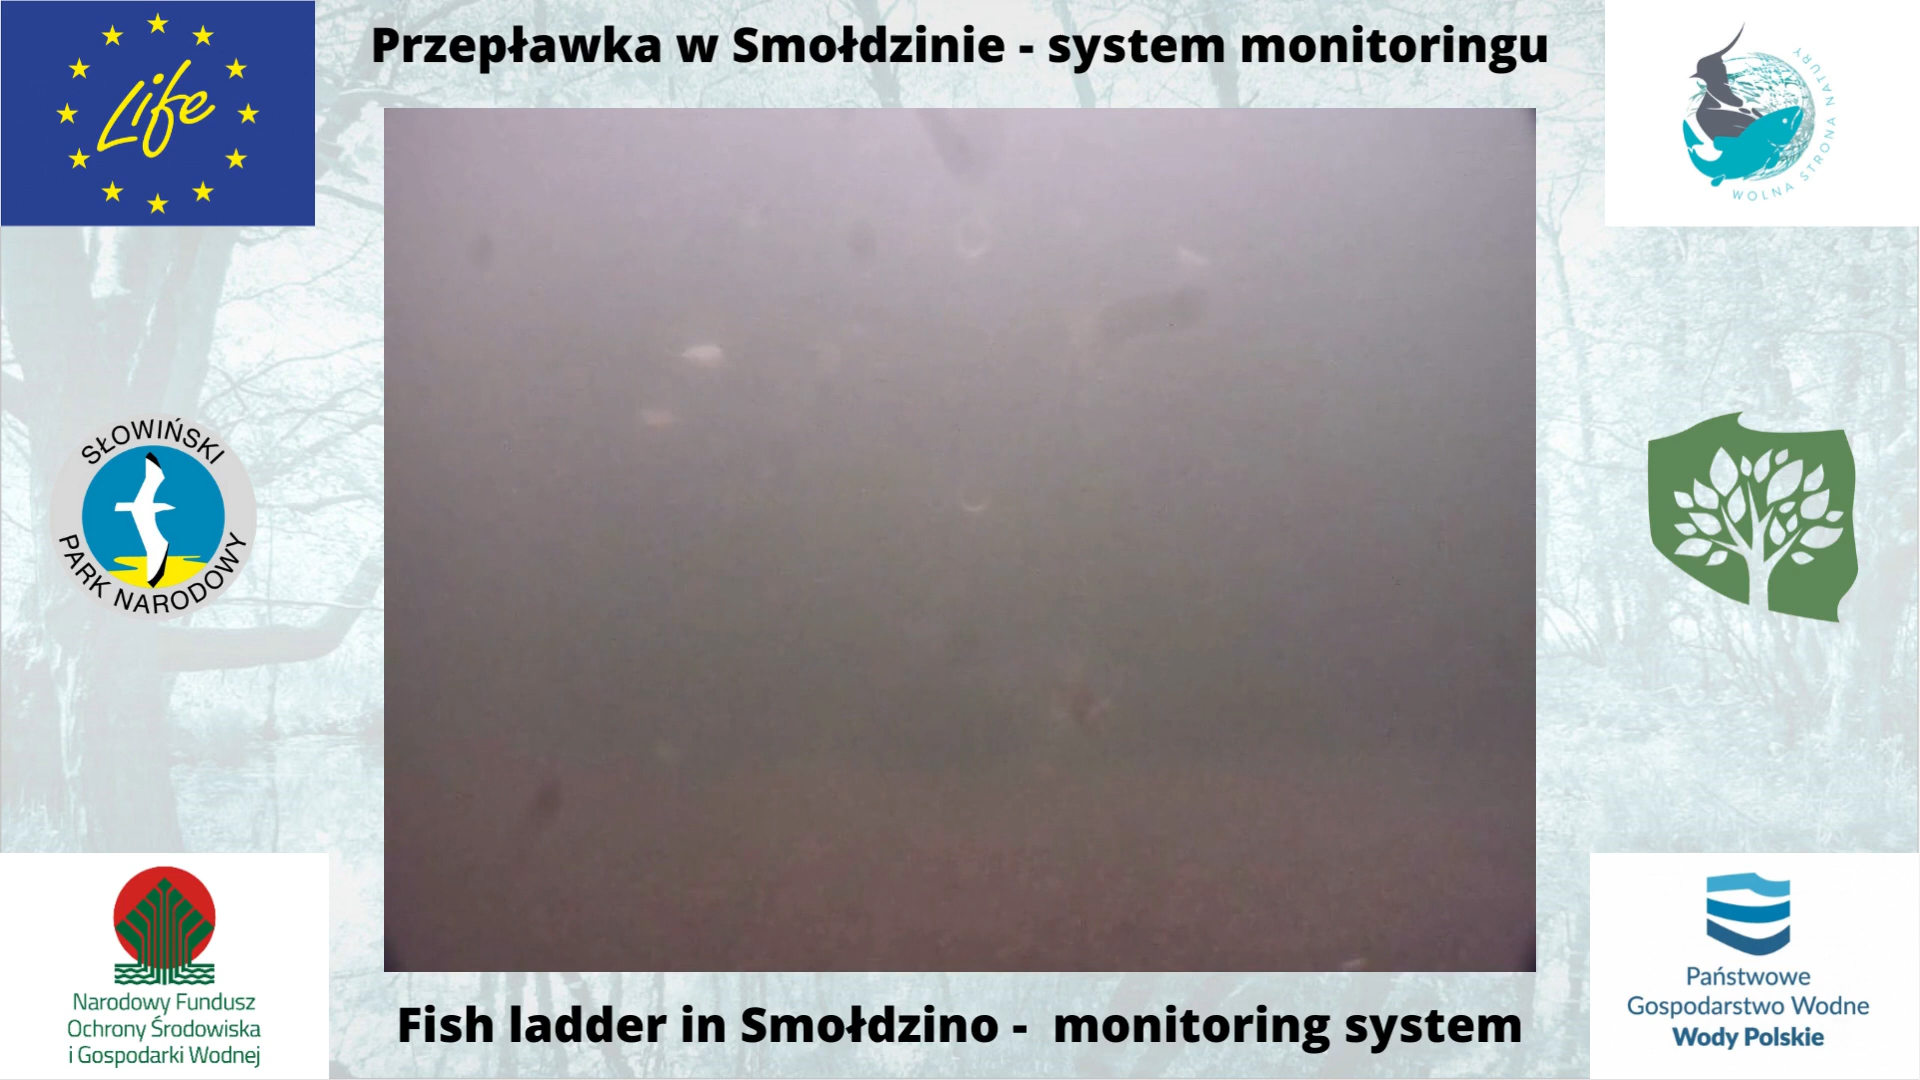 Przepławka w Smołdzinie - system monitoringu
Life
WOLNA STRONA NATURY
SŁOWIŃSKI
PARK NARODOWY
Narodowy Fundusz
Ochrony Środowiska
i Gospodarki Wodnej
Państwowe
Gospodarstwo Wodne
Wody Polskie
Fish ladder in Smołdzino - monitoring system